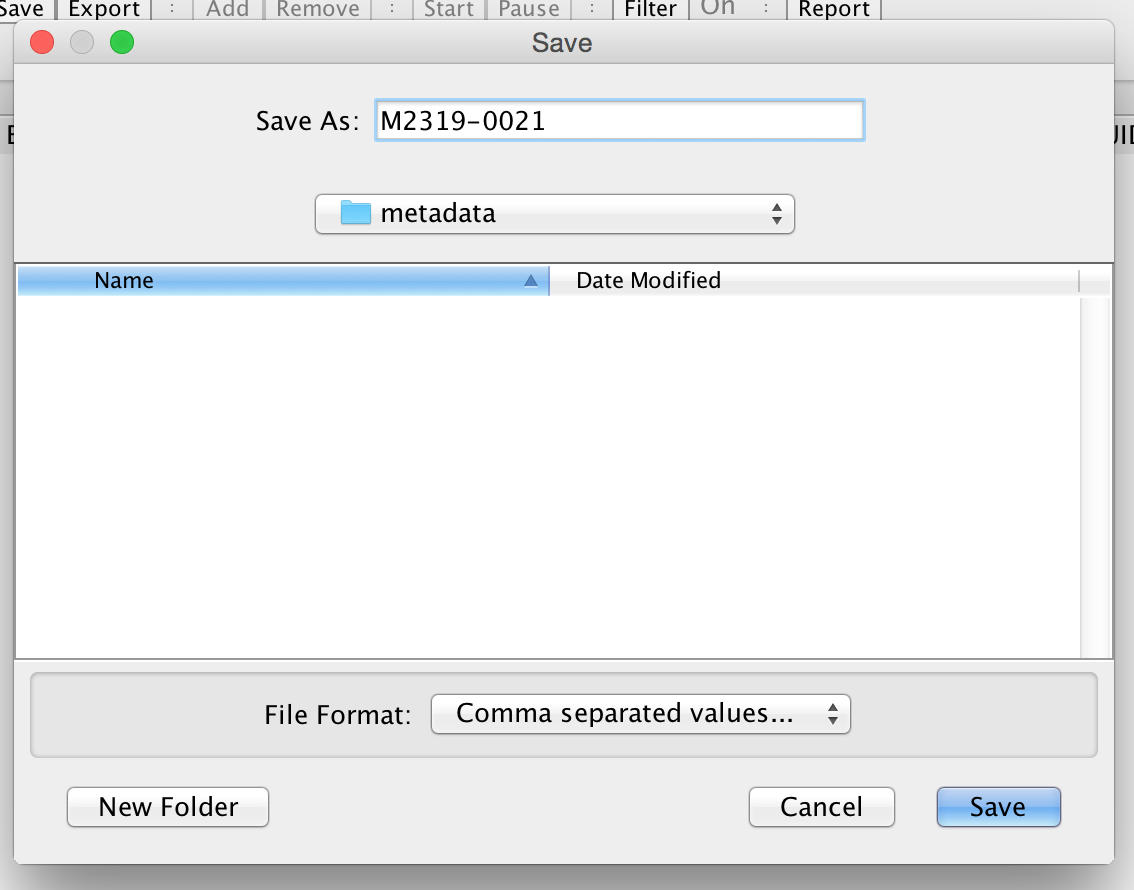 Save Export : Add Remove : Start Pause : Filter On : Report
Save
Save As: M2319-0021
metadata
Name Date Modified
File Format: Comma separated values...
New Folder Cancel Save